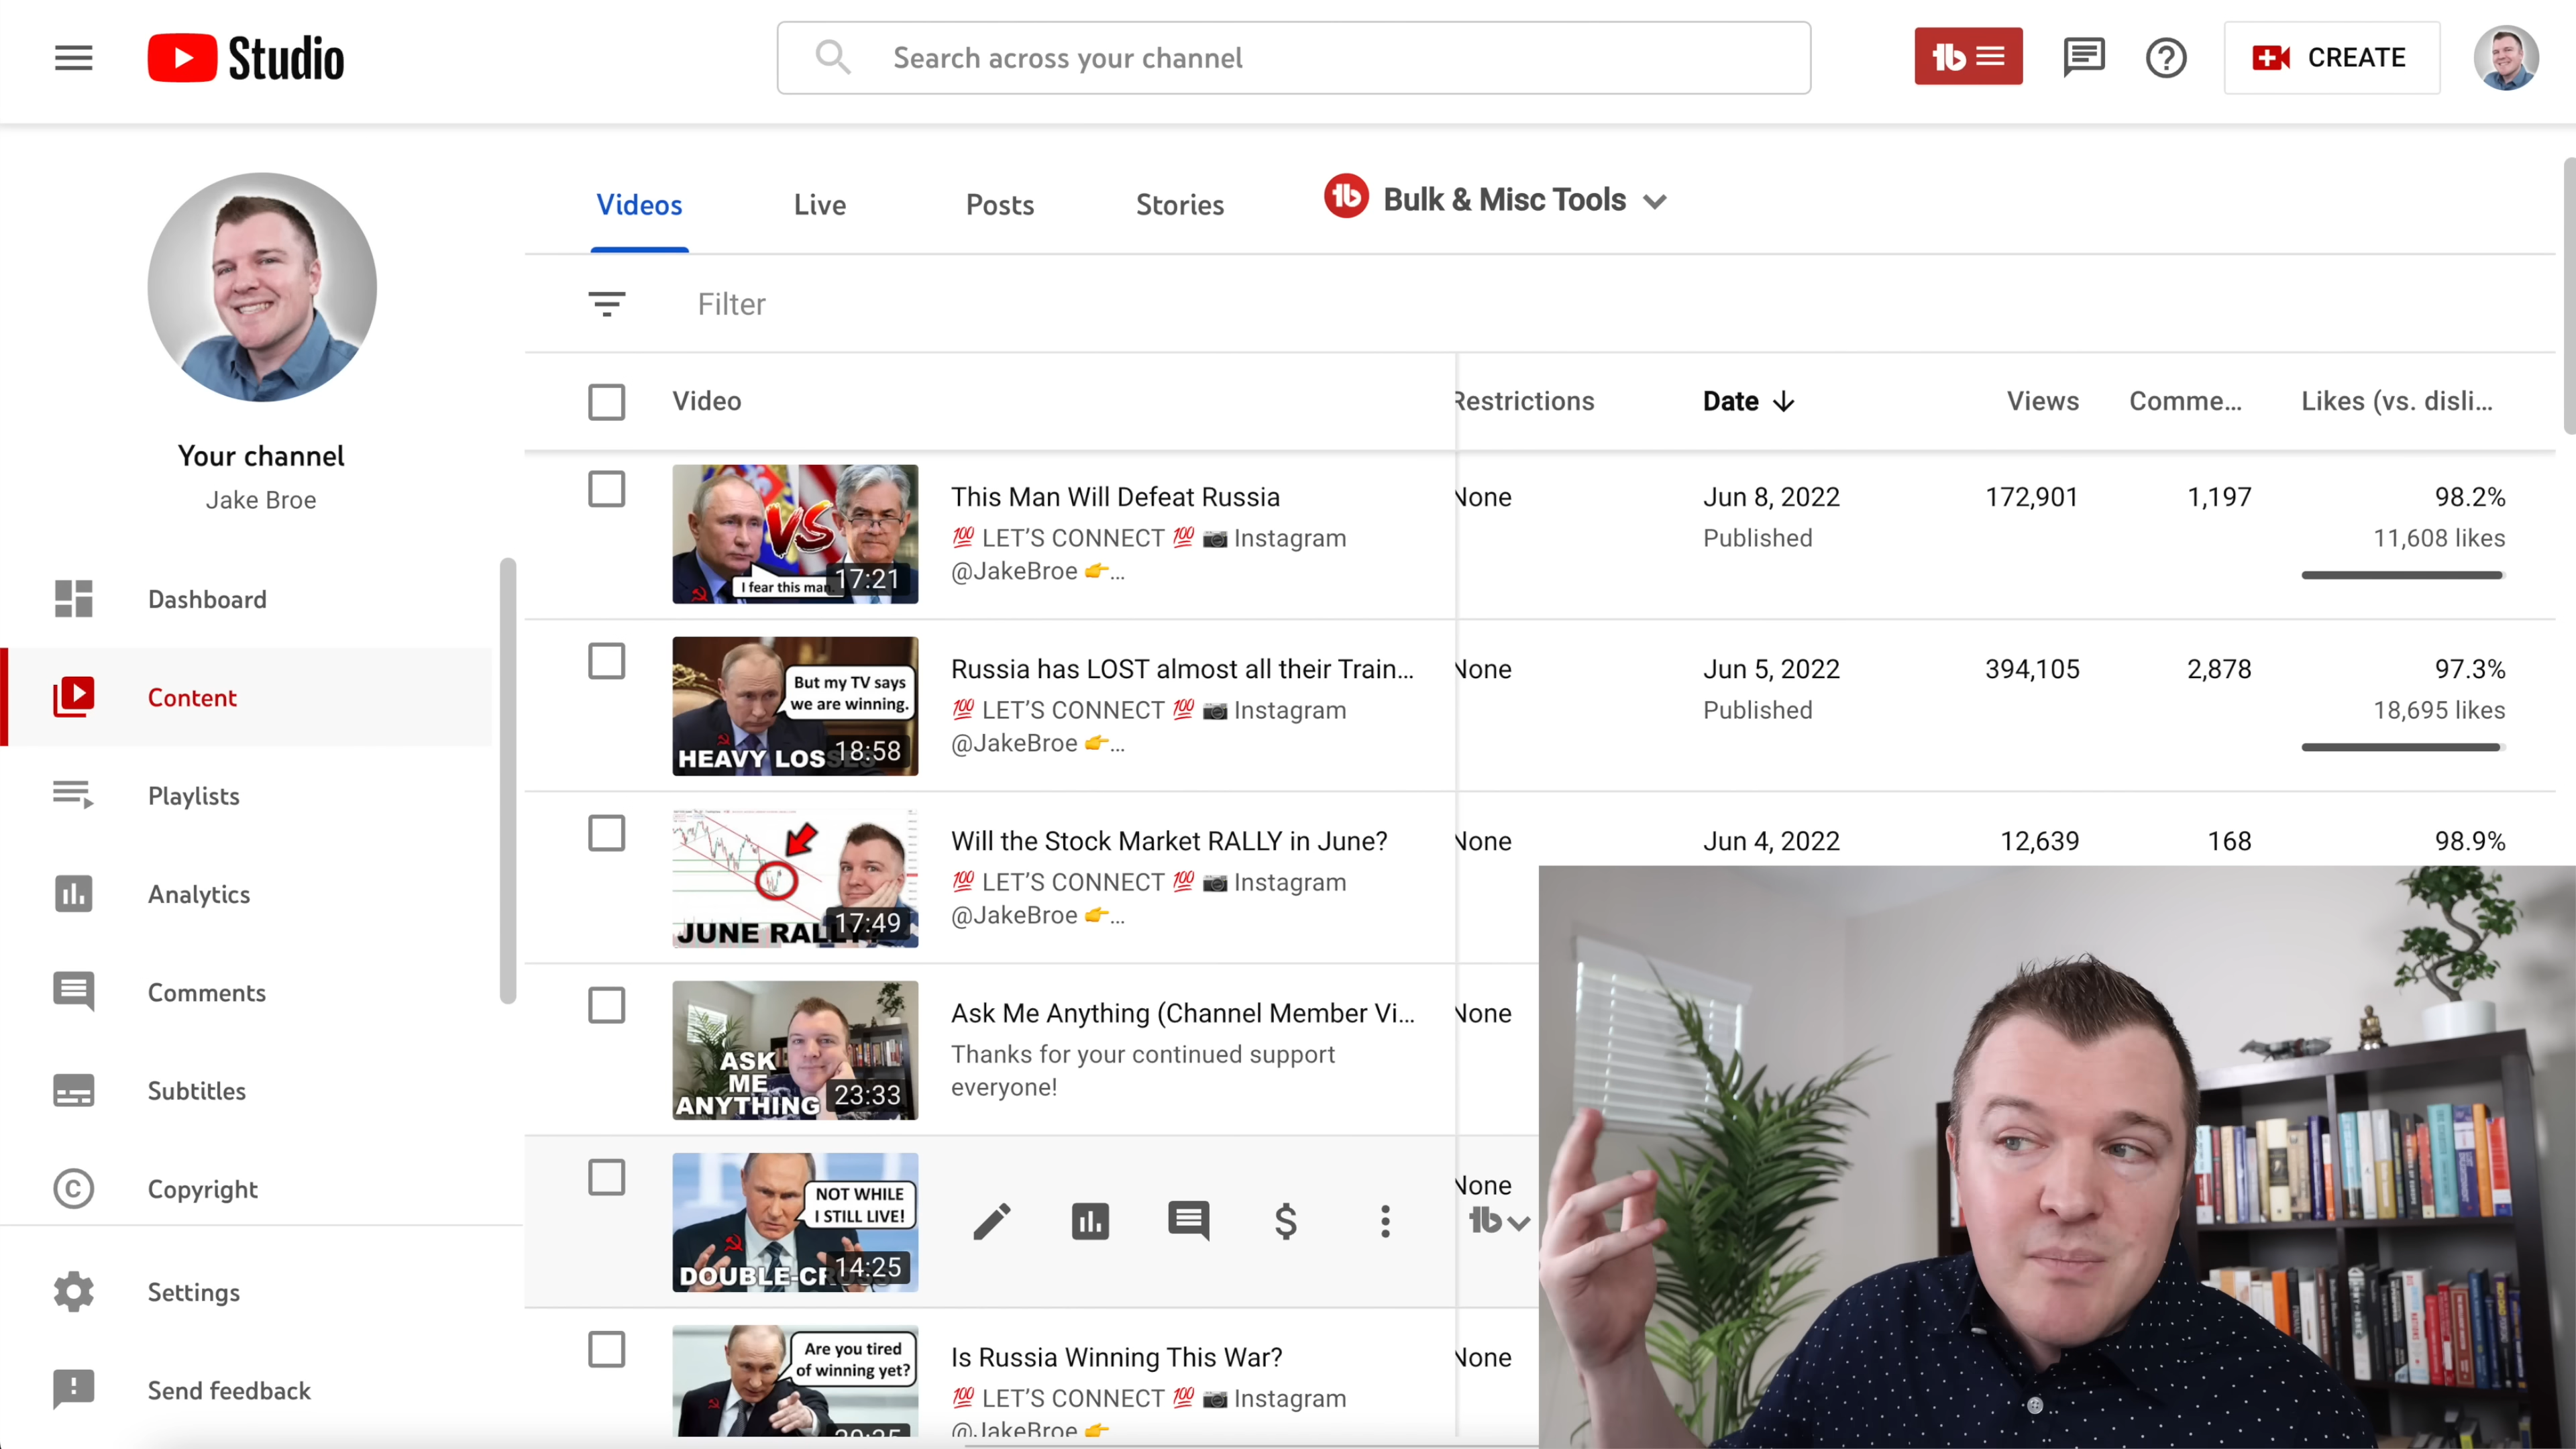 Studio
Search across your channel
CREATE
Your channel
Jake Broe
Dashboard
Content
Playlists
Analytics
Comments
Subtitles
Copyright
Settings
Send feedback
Videos
Live
Posts
Stories
tb
Bulk & Misc Tools
Filter
Video
Restrictions
Date
Views
Comme...
Likes (vs. disli...
VS
I fear this man.
17:21
This Man Will Defeat Russia
💯 LET’S CONNECT 💯 📷 Instagram
@JakeBroe 👉...
None
Jun 8, 2022
Published
172,901
1,197
98.2%
11,608 likes
But my TV says
we are winning.
HEAVY LOSSES
18:58
Russia has LOST almost all their Train...
💯 LET’S CONNECT 💯 📷 Instagram
@JakeBroe 👉...
None
Jun 5, 2022
Published
394,105
2,878
97.3%
18,695 likes
JUNE RALLY?
17:49
Will the Stock Market RALLY in June?
💯 LET’S CONNECT 💯 📷 Instagram
@JakeBroe 👉...
None
Jun 4, 2022
12,639
168
98.9%
ASK
ME
ANYTHING
23:33
Ask Me Anything (Channel Member Vi...
Thanks for your continued support
everyone!
None
NOT WHILE
I STILL LIVE!
14:25
None
tb
Are you tired
of winning yet?
Is Russia Winning This War?
💯 LET’S CONNECT 💯 📷 Instagram
@JakeBroe 👉
None